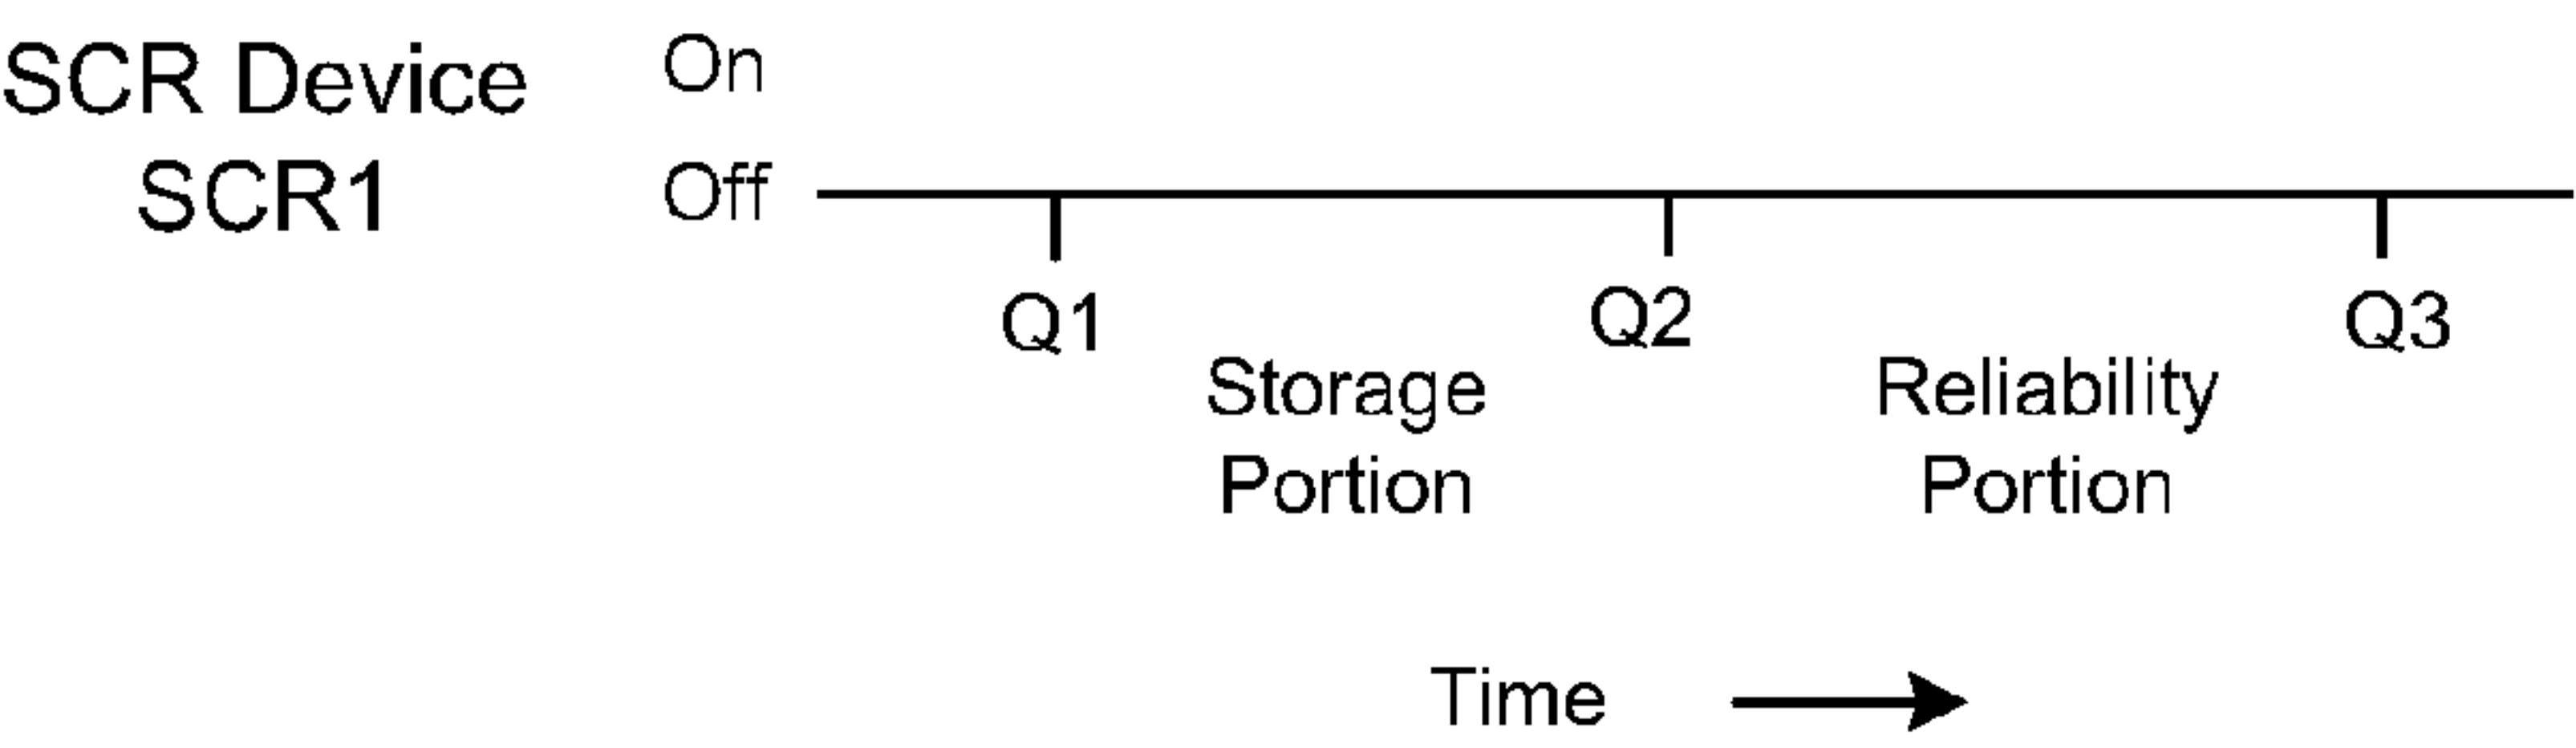 SCR Device
SCR1
On
Off
Q1
Q2
Q3
Storage
Portion
Reliability
Portion
Time